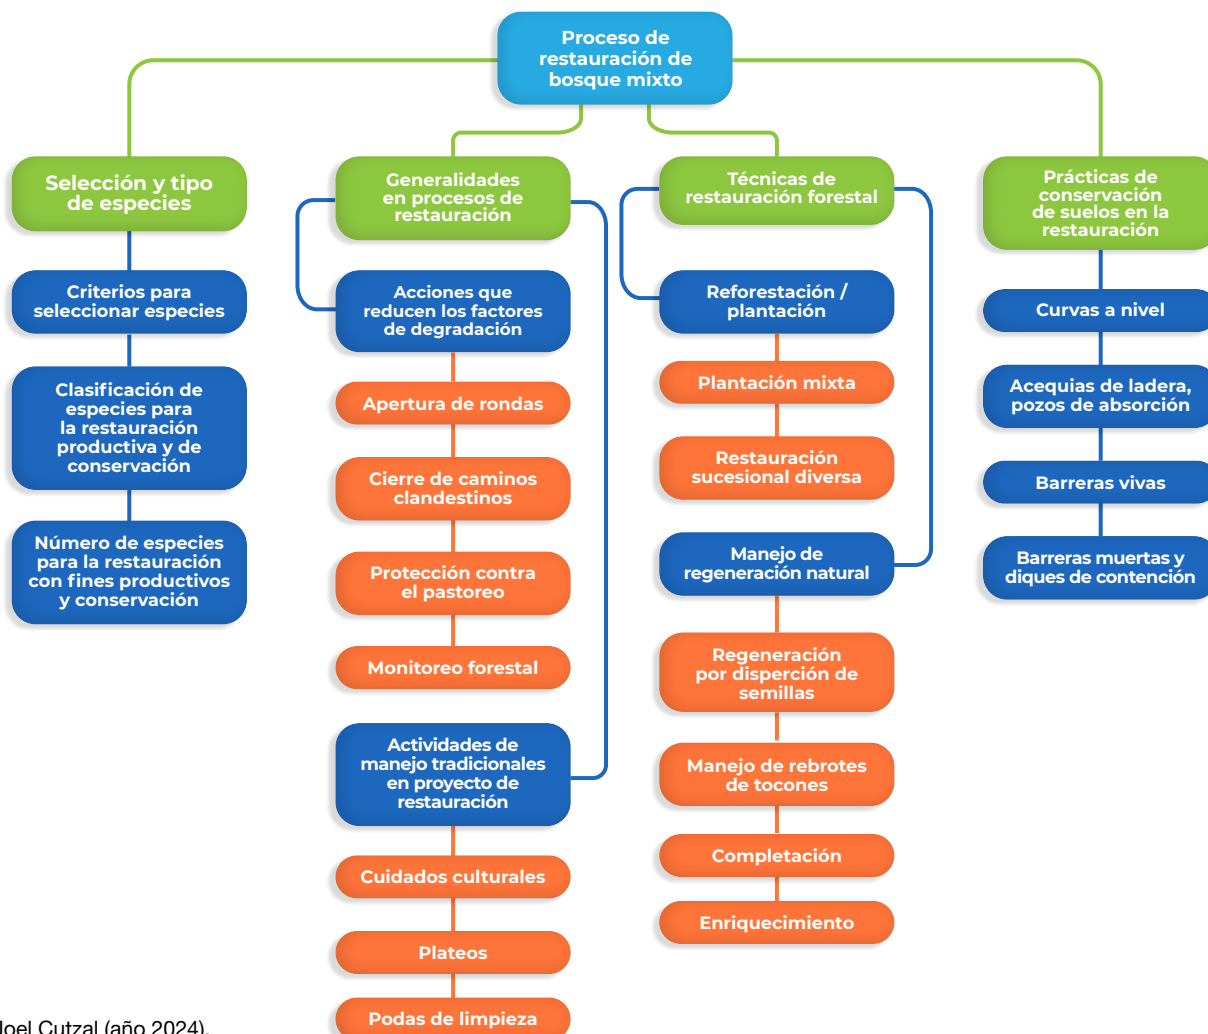 Proceso de
restauración de
bosque mixto
Selección y tipo
de especies
Criterios para
seleccionar especies
Clasificación de
especies para
la restauración
productiva y de
conservación
Número de especies
para la restauración
con fines productivos
y conservación
Generalidades
en procesos de
restauración
Acciones que
reducen los factores
de degradación
Apertura de rondas
Cierre de caminos
clandestinos
Protección contra
el pastoreo
Monitoreo forestal
Actividades de
manejo tradicionales
en proyecto de
restauración
Cuidados culturales
Plateos
Podas de limpieza
Técnicas de
restauración forestal
Reforestación /
plantación
Plantación mixta
Restauración
sucesional diversa
Manejo de
regeneración natural
Regeneración
por disperción de
semillas
Manejo de rebrotes
de tocones
Completación
Enriquecimiento
Prácticas de
conservación
de suelos en la
restauración
Curvas a nivel
Acequias de ladera,
pozos de absorción
Barreras vivas
Barreras muertas y
diques de contención
Joel Cutzal (año 2024).